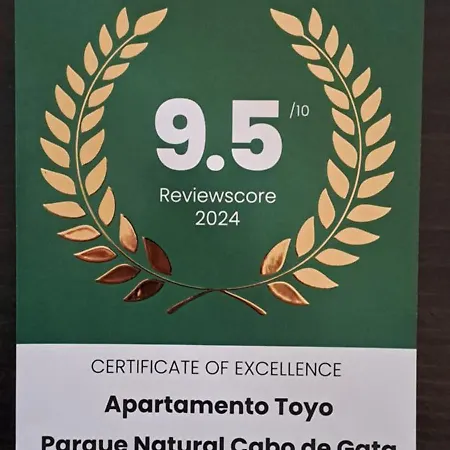 9.5 /10
Reviewscore
2024
CERTIFICATE OF EXCELLENCE
Apartamento Toyo
Parque Natural Cabo de Gata